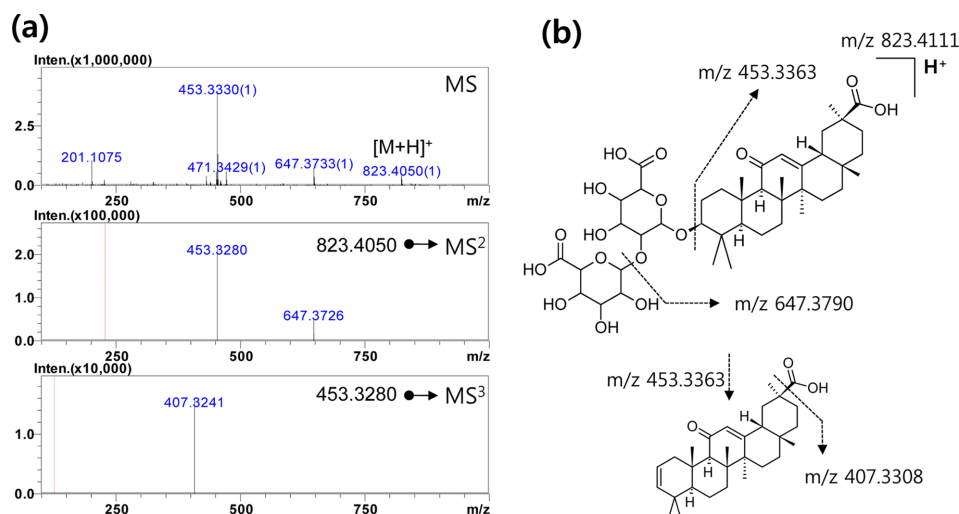 (a)
Inten.(x1,000,000)
MS
453.3330(1)
2.5
201.1075
471.3429(1)
647.3733(1)
[M+H]+
823.4050(1)
0.0
250
500
750
m/z
Inten.(x100,000)
823.4050 MS2
2.0
453.3280
1.0
647.3726
0.0
250
500
750
m/z
Inten.(x10,000)
453.3280 MS3
407.3241
1.0
0.0
250
500
750
m/z
(b)
m/z 823.4111
H+
m/z 453.3363
O
OH
H
O
H
H
HO
O
HO
O
HO
O
O
O
HO
O
O
HO
OH
OH
m/z 647.3790
m/z 453.3363
O
OH
H
O
H
H
m/z 407.3308